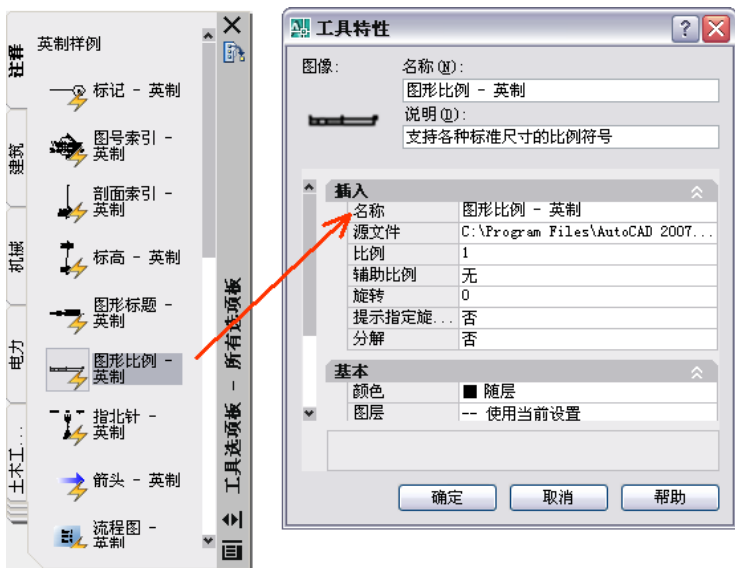 英制样例
注释
建筑
机械
电力
土木工...
标记 - 英制
图号索引 -
英制
剖面索引 -
英制
标高 - 英制
图形标题 -
英制
图形比例 -
英制
指北针 -
英制
箭头 - 英制
流程图 -
英制
工具选项板 - 所有选项板
工具特性
图像:
名称(N):
图形比例 - 英制
说明(D):
支持各种标准尺寸的比例符号
插入
名称 图形比例 - 英制
源文件 C:\Program Files\AutoCAD 2007...
比例 1
辅助比例 无
旋转 0
提示指定旋... 否
分解 否
基本
颜色 随层
图层 -- 使用当前设置
确定 取消 帮助